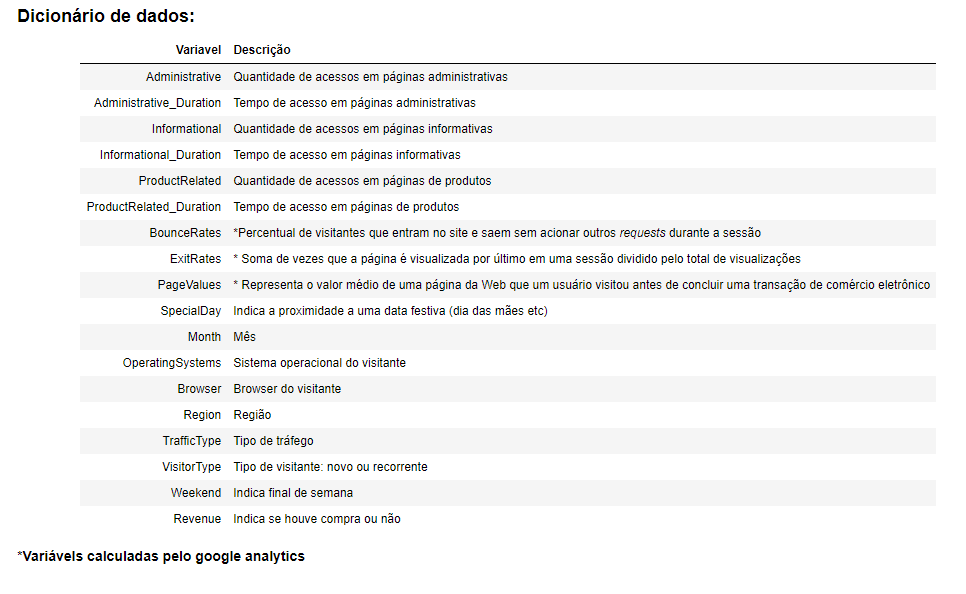 Dicionário de dados:
Variavel Descrição
Administrative Quantidade de acessos em páginas administrativas
Administrative_Duration Tempo de acesso em páginas administrativas
Informational Quantidade de acessos em páginas informativas
Informational_Duration Tempo de acesso em páginas informativas
ProductRelated Quantidade de acessos em páginas de produtos
ProductRelated_Duration Tempo de acesso em páginas de produtos
BounceRates *Percentual de visitantes que entram no site e saem sem acionar outros requests durante a sessão
ExitRates * Soma de vezes que a página é visualizada por último em uma sessão dividido pelo total de visualizações
PageValues * Representa o valor médio de uma página da Web que um usuário visitou antes de concluir uma transação de comércio eletrônico
SpecialDay Indica a proximidade a uma data festiva (dia das mães etc)
Month Mês
OperatingSystems Sistema operacional do visitante
Browser Browser do visitante
Region Região
TrafficType Tipo de tráfego
VisitorType Tipo de visitante: novo ou recorrente
Weekend Indica final de semana
Revenue Indica se houve compra ou não
*Variávels calculadas pelo google analytics